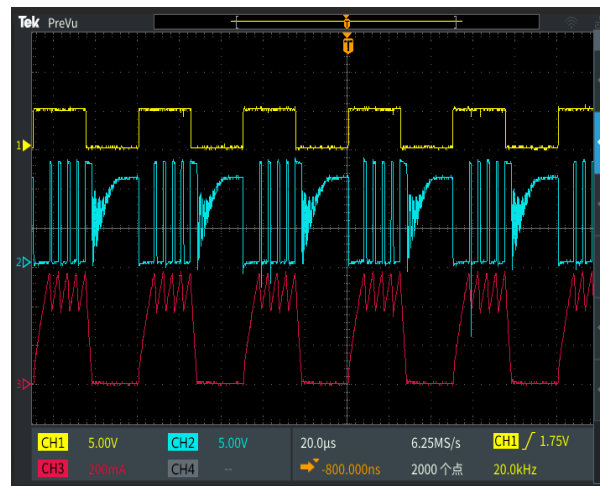 Tek PreVu
T
T
1
2
3
CH1 5.00V CH2 5.00V 20.0μs 6.25MS/s CH1 1.75V
CH3 200mA CH4 -- -800.000ns 2000 个点 20.0kHz